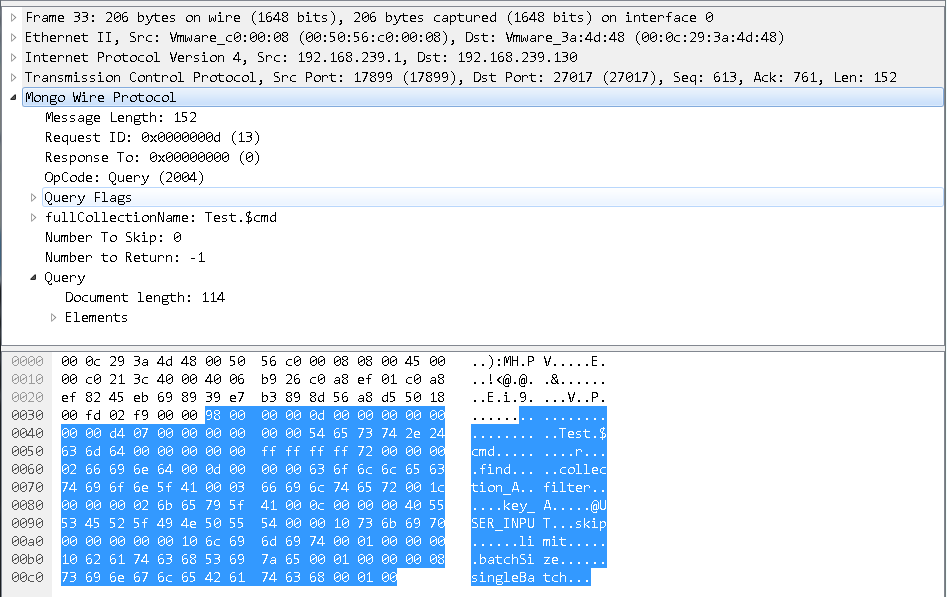 Frame 33: 206 bytes on wire (1648 bits), 206 bytes captured (1648 bits) on interface 0
Ethernet II, Src: Vmware_c0:00:08 (00:50:56:c0:00:08), Dst: Vmware_3a:4d:48 (00:0c:29:3a:4d:48)
Internet Protocol Version 4, Src: 192.168.239.1, Dst: 192.168.239.130
Transmission Control Protocol, Src Port: 17899 (17899), Dst Port: 27017 (27017), Seq: 613, Ack: 761, Len: 152
Mongo Wire Protocol
Message Length: 152
Request ID: 0x0000000d (13)
Response To: 0x00000000 (0)
OpCode: Query (2004)
Query Flags
fullCollectionName: Test.$cmd
Number To Skip: 0
Number to Return: -1
Query
Document length: 114
Elements
0000 00 0c 29 3a 4d 48 00 50 56 c0 00 08 08 00 45 00 ..):MH.P V.....E.
0010 00 c0 21 3c 40 00 40 06 b9 26 c0 a8 ef 01 c0 a8 ..!<@.@. .&......
0020 ef 82 45 eb 69 89 39 e7 b3 89 8d 56 a8 d5 50 18 ..E.i.9. ...V..P.
0030 00 fd 02 f9 00 00 98 00 00 00 0d 00 00 00 00 00 ........ ........
0040 00 00 d4 07 00 00 00 00 00 00 54 65 73 74 2e 24 ........ ..Test.$
0050 63 6d 64 00 00 00 00 00 ff ff ff ff 72 00 00 00 cmd..... ....r...
0060 02 66 69 6e 64 00 0d 00 00 00 63 6f 6c 6c 65 63 .find... ..collec
0070 74 69 6f 6e 5f 41 00 03 66 69 6c 74 65 72 00 1c tion_A.. filter..
0080 00 00 00 02 6b 65 79 5f 41 00 0c 00 00 00 40 55 ....key_ A.....@U
0090 53 45 52 5f 49 4e 50 55 54 00 00 10 73 6b 69 70 SER_INPU T...skip
00a0 00 00 00 00 00 10 6c 69 6d 69 74 00 01 00 00 00 ......li mit.....
00b0 10 62 61 74 63 68 53 69 7a 65 00 01 00 00 00 08 .batchSi ze......
00c0 73 69 6e 67 6c 65 42 61 74 63 68 00 01 00 singleBa tch...